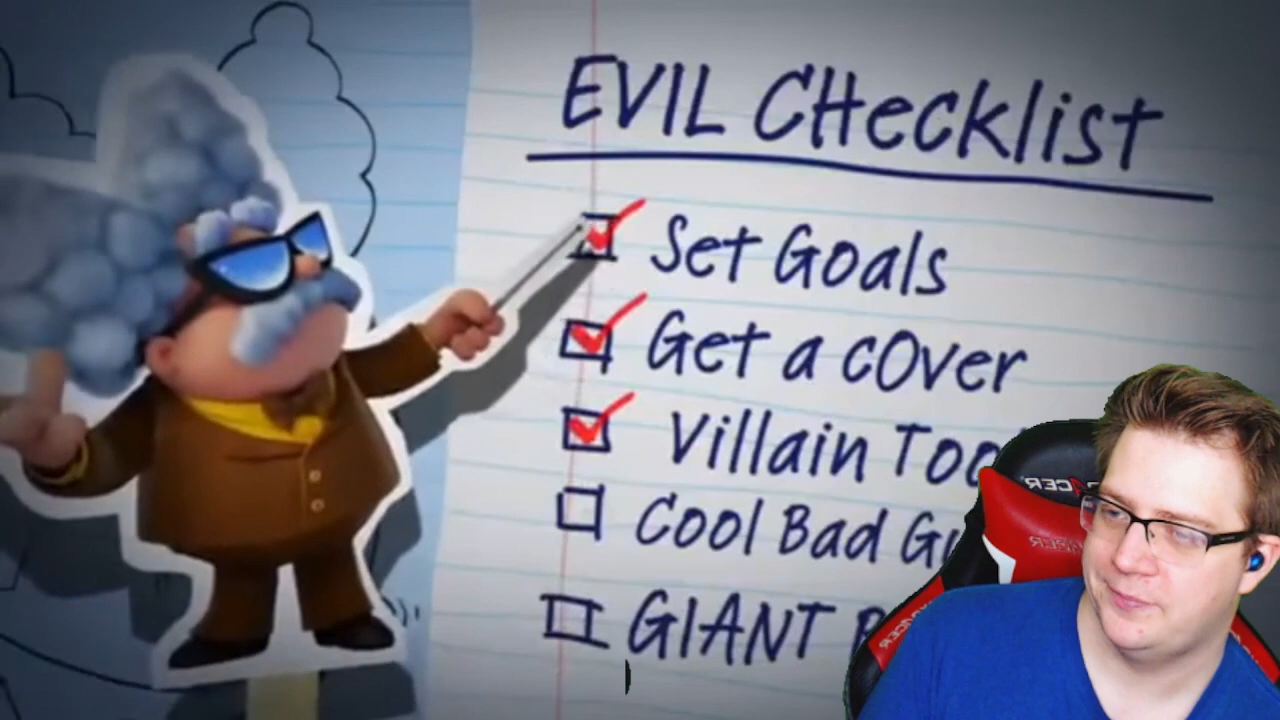 EVIL CHecklist
Set Goals
Get a cOver
Villain
Cool Bad
GIANT